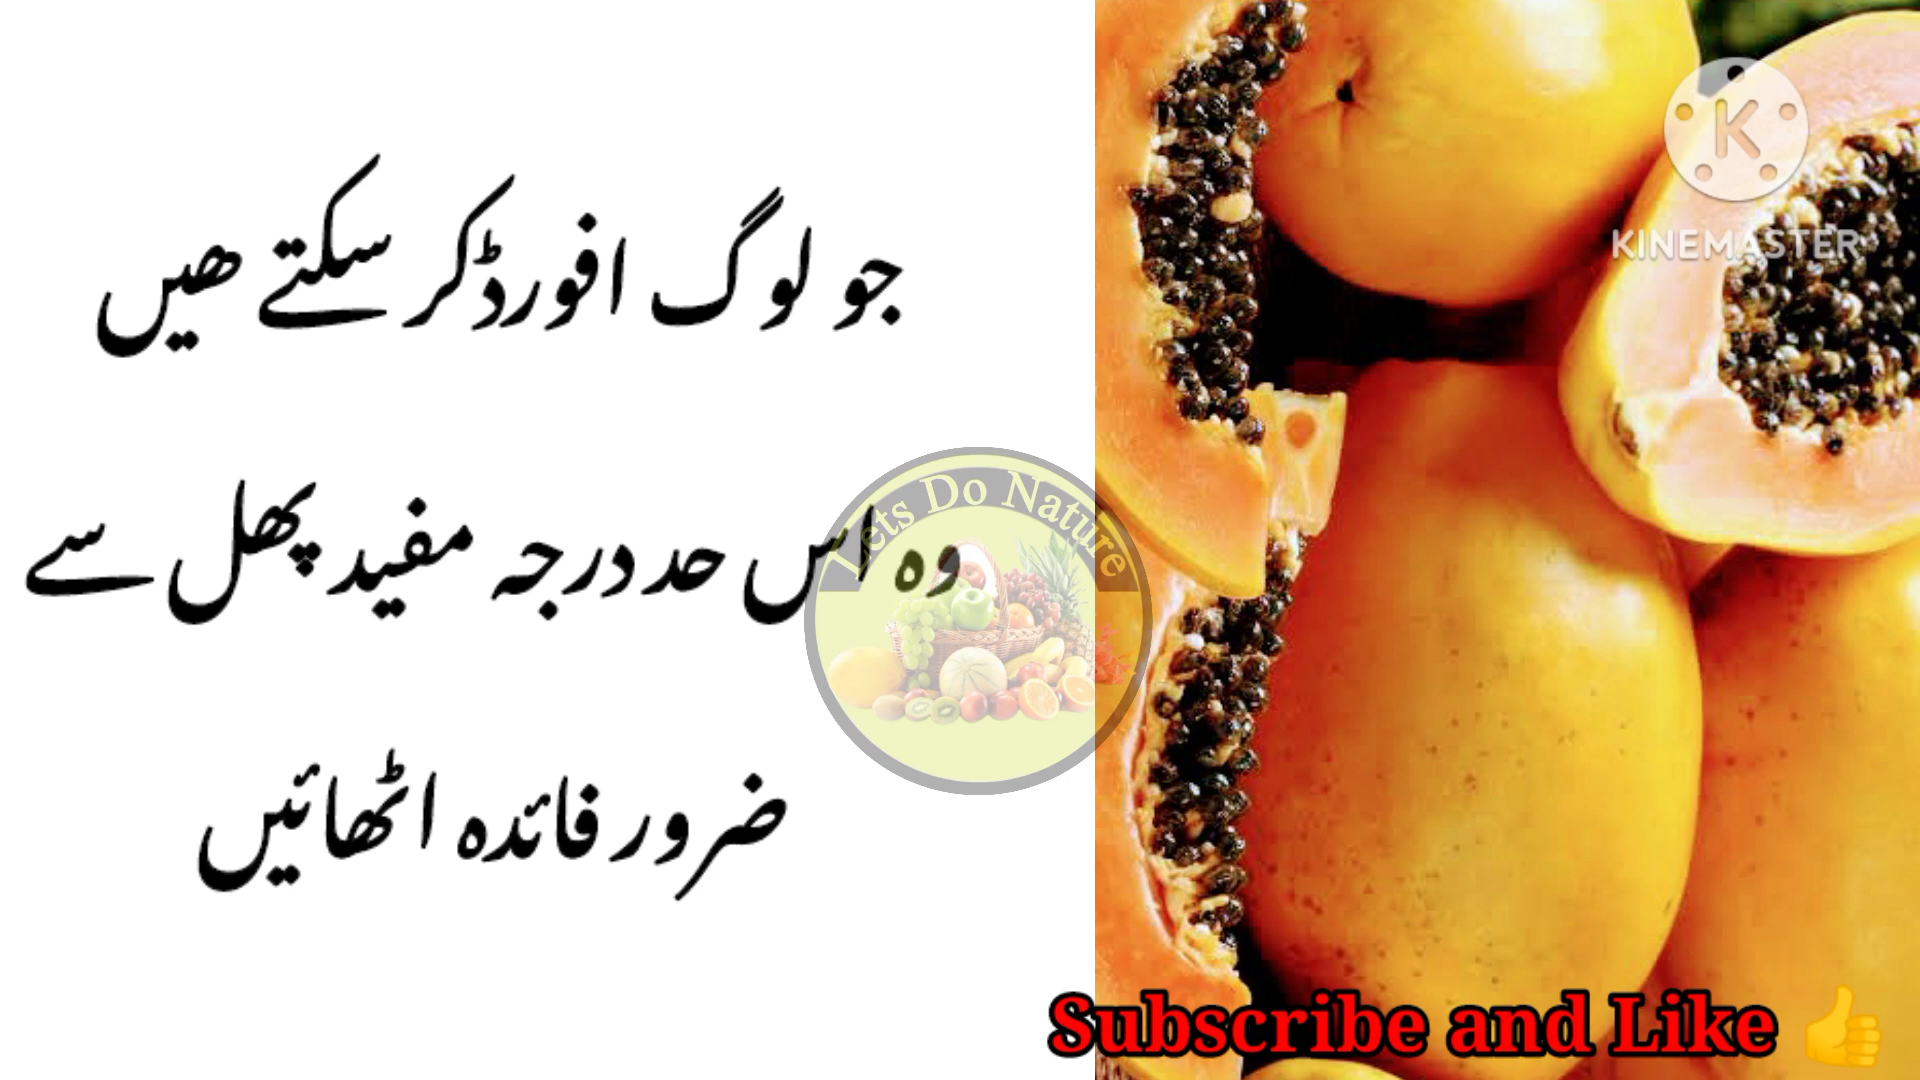 جو لوگ افورڈ کر سکتے ھیں
وہ اس حد درجہ مفید پھل سے
ضرور فائدہ اٹھائیں
Lets Do Nature
K
KINEMASTER
Subscribe and Like 👍